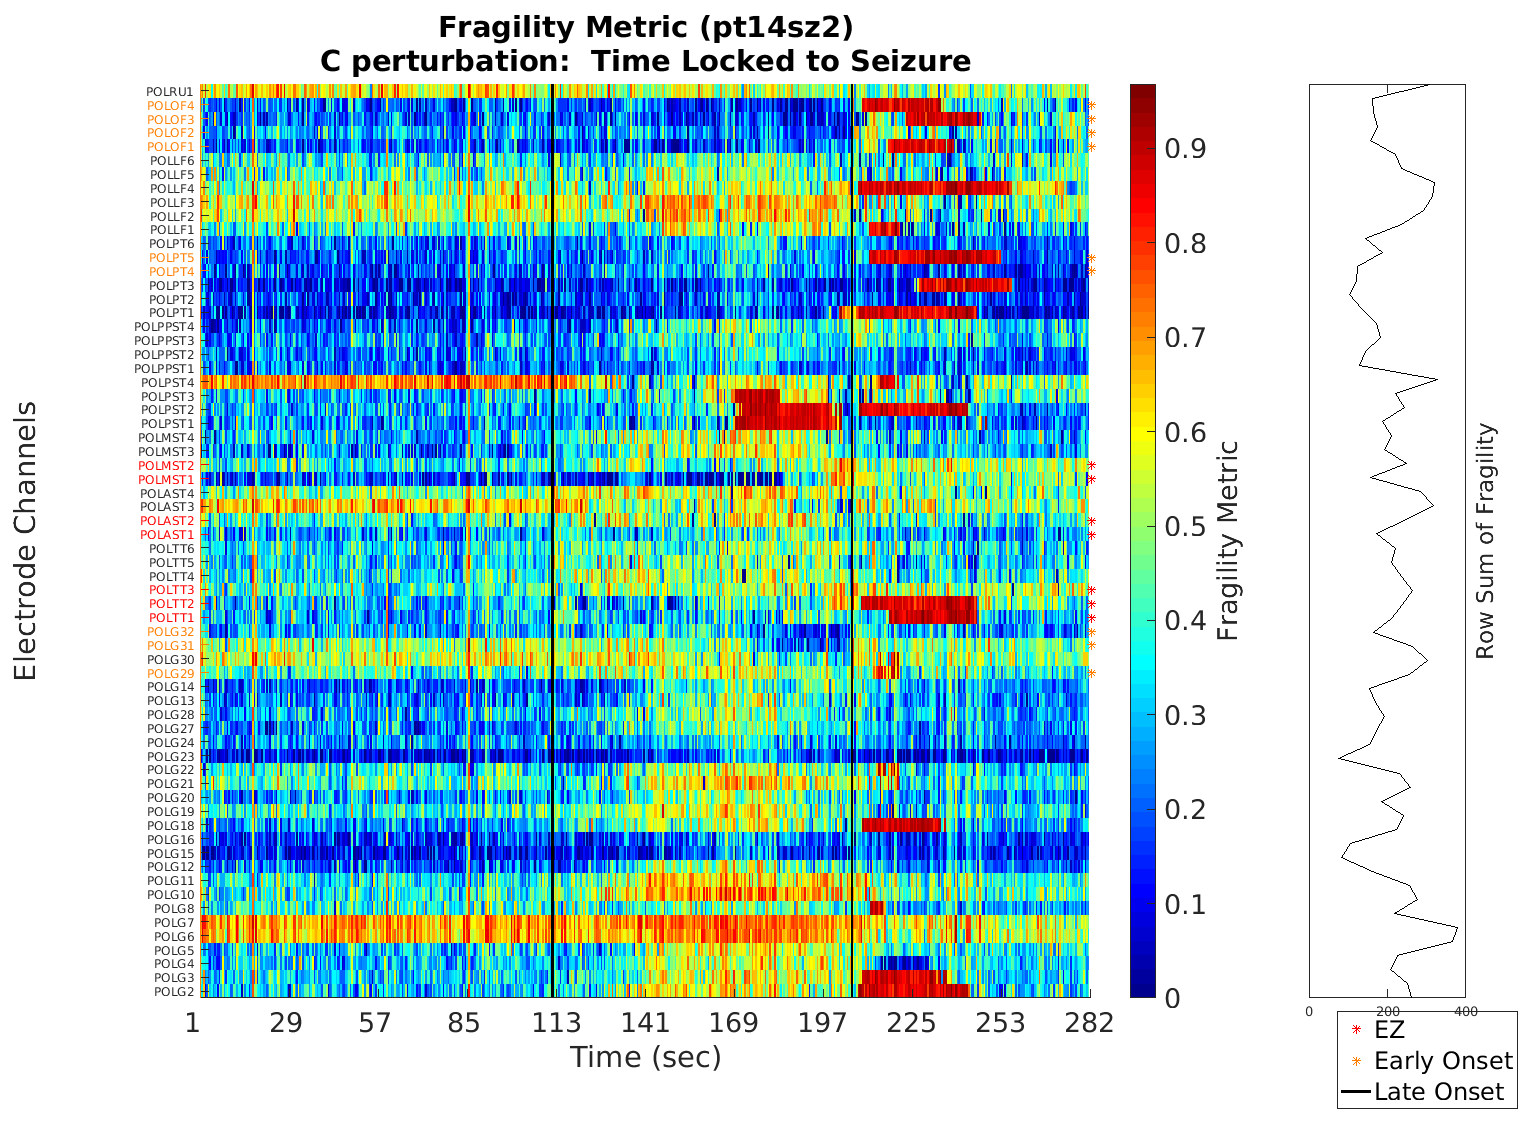 Fragility Metric (pt14sz2)
C perturbation:  Time Locked to Seizure
Electrode Channels
POLRU1
POLOF4
POLOF3
POLOF2
POLOF1
POLLF6
POLLF5
POLLF4
POLLF3
POLLF2
POLLF1
POLPT6
POLPT5
POLPT4
POLPT3
POLPT2
POLPT1
POLPPST4
POLPPST3
POLPPST2
POLPPST1
POLPST4
POLPST3
POLPST2
POLPST1
POLMST4
POLMST3
POLMST2
POLMST1
POLAST4
POLAST3
POLAST2
POLAST1
POLTT6
POLTT5
POLTT4
POLTT3
POLTT2
POLTT1
POLG32
POLG31
POLG30
POLG29
POLG14
POLG13
POLG28
POLG27
POLG24
POLG23
POLG22
POLG21
POLG20
POLG19
POLG18
POLG16
POLG15
POLG12
POLG11
POLG10
POLG8
POLG7
POLG6
POLG5
POLG4
POLG3
POLG2
1 29 57 85 113 141 169 197 225 253 282
Time (sec)
0.9
0.8
0.7
0.6
0.5
0.4
0.3
0.2
0.1
0
Fragility Metric
Row Sum of Fragility
0 200 400
EZ
Early Onset
Late Onset